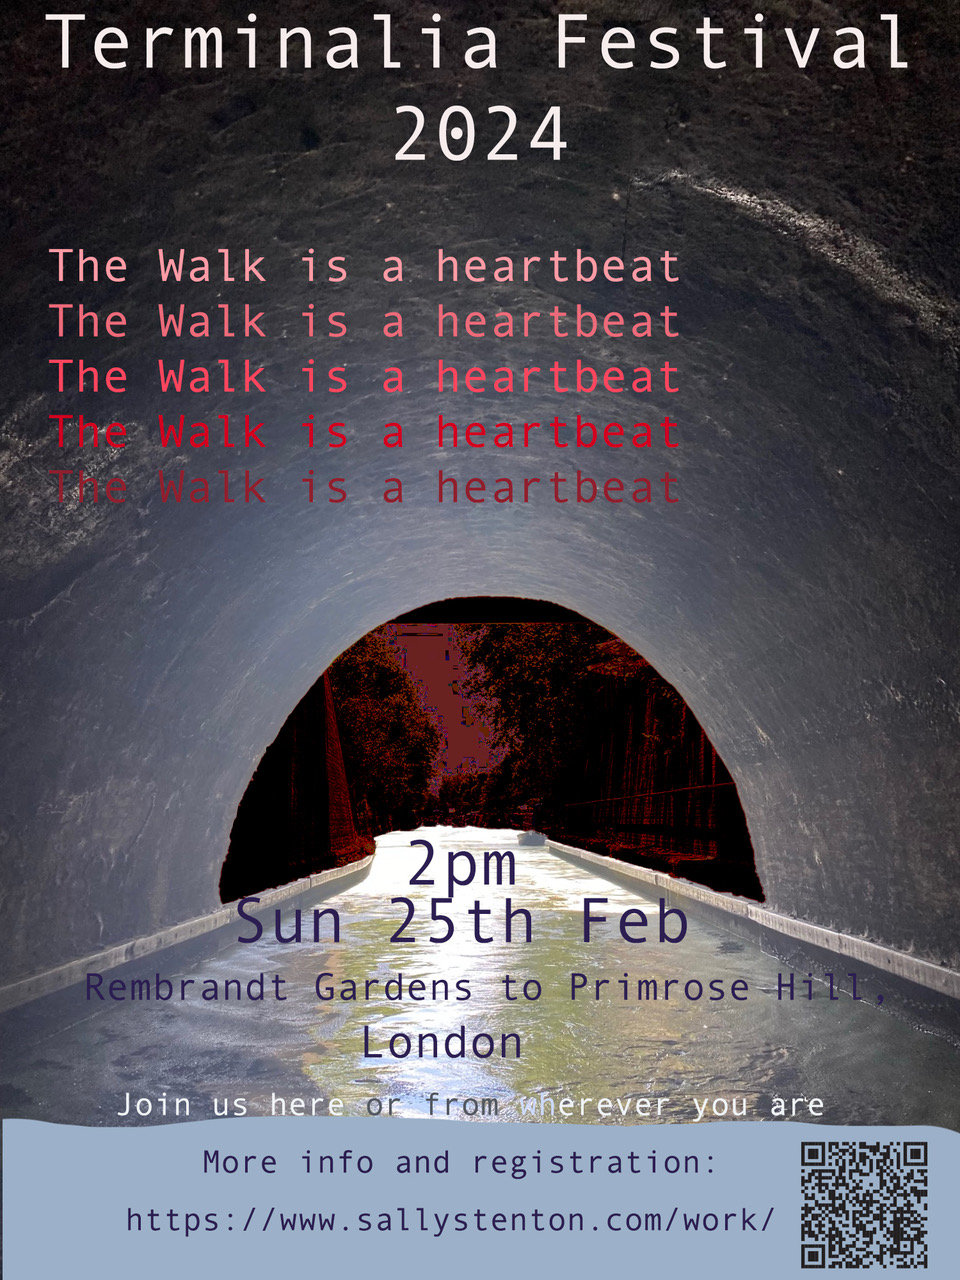 Terminalia Festival
2024
The Walk is a heartbeat
The Walk is a heartbeat
The Walk is a heartbeat
The Walk is a heartbeat
The Walk is a heartbeat
2pm
Sun 25th Feb
Rembrandt Gardens to Primrose Hill,
London
Join us here or from wherever you are
More info and registration:
https://www.sallystenton.com/work/